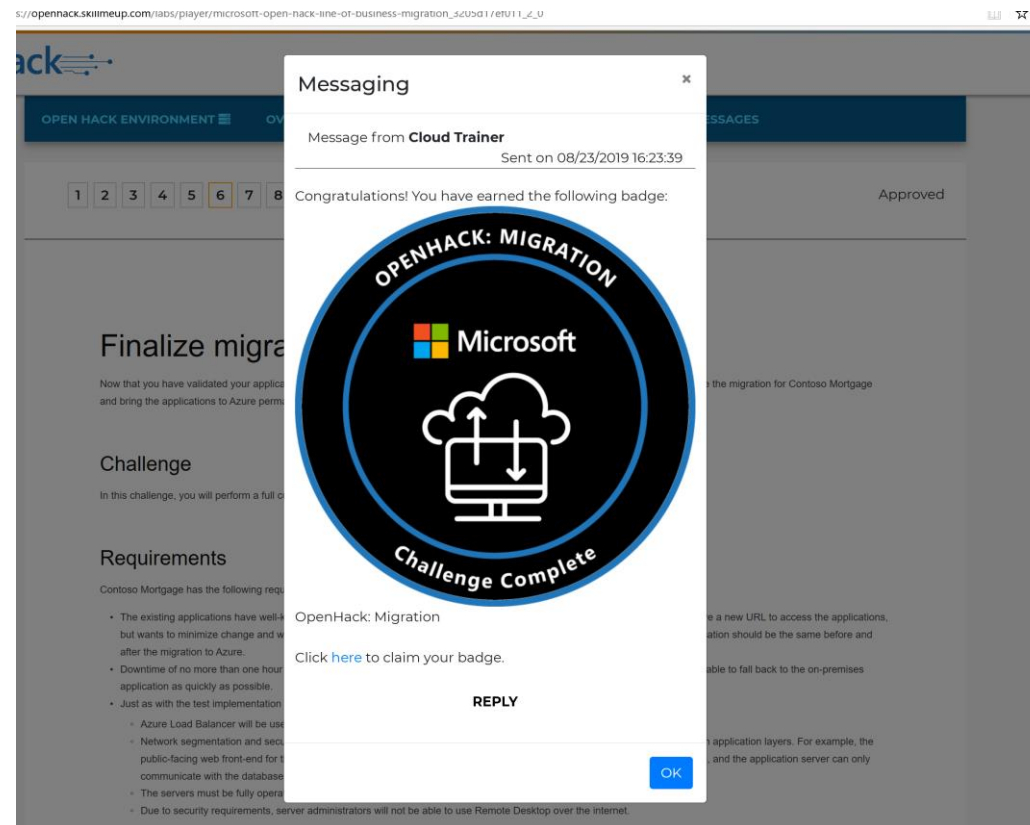 s://openhack.skillmeup.com/labs/player/microsoft-open-hack-line-of-business-migration_3205d17ef011_2_0
ack
OPEN HACK ENVIRONMENT OV
ESSAGES
1 2 3 4 5 6 7 8
Approved
Messaging ×
Message from Cloud Trainer
Sent on 08/23/2019 16:23:39
Congratulations! You have earned the following badge:
OPENHACK: MIGRATION
Microsoft
Challenge Complete
OpenHack: Migration
Click here to claim your badge.
REPLY
OK
Finalize migra
Now that you have validated your applica
e the migration for Contoso Mortgage
and bring the applications to Azure perma
Challenge
In this challenge, you will perform a full c
Requirements
Contoso Mortgage has the following requ
• The existing applications have well-k
e a new URL to access the applications,
but wants to minimize change and w
ation should be the same before and
after the migration to Azure.
• Downtime of no more than one hour
able to fall back to the on-premises
application as quickly as possible.
• Just as with the test implementation
◦ Azure Load Balancer will be use
◦ Network segmentation and secu
n application layers. For example, the
public-facing web front-end for t
, and the application server can only
communicate with the database
◦ The servers must be fully opera
◦ Due to security requirements, server administrators will not be able to use Remote Desktop over the internet.